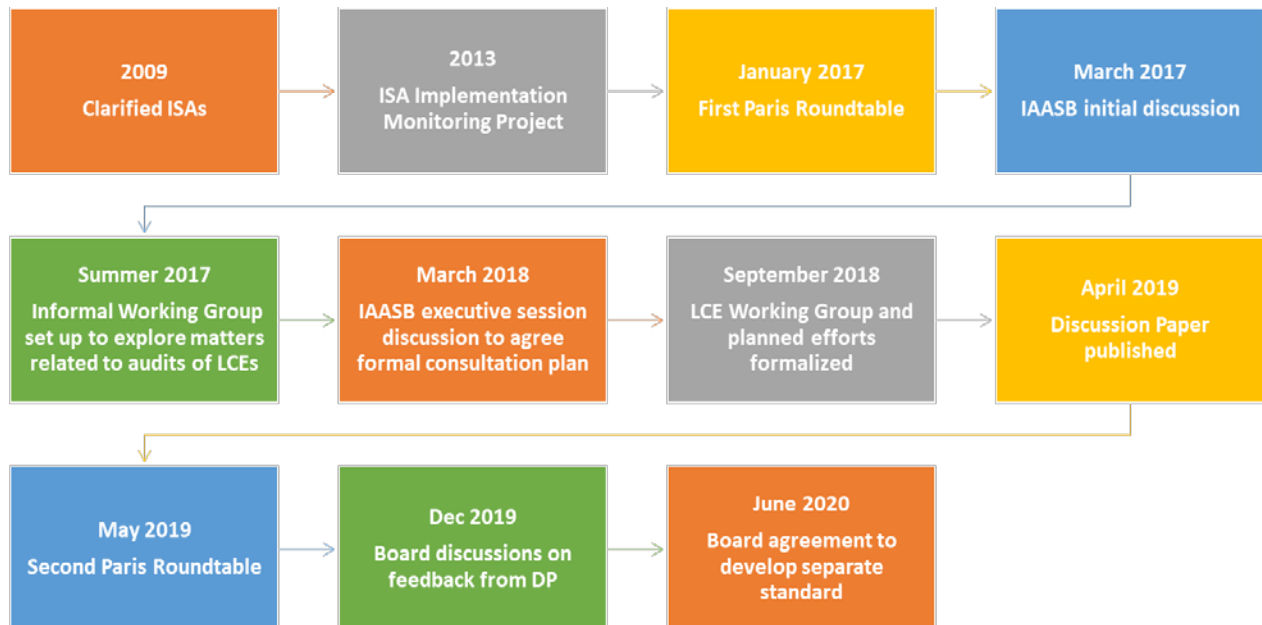 2009
Clarified ISAs
2013
ISA Implementation
Monitoring Project
January 2017
First Paris Roundtable
March 2017
IAASB initial discussion
Summer 2017
Informal Working Group
set up to explore matters
related to audits of LCEs
March 2018
IAASB executive session
discussion to agree
formal consultation plan
September 2018
LCE Working Group and
planned efforts
formalized
April 2019
Discussion Paper
published
May 2019
Second Paris Roundtable
Dec 2019
Board discussions on
feedback from DP
June 2020
Board agreement to
develop separate
standard